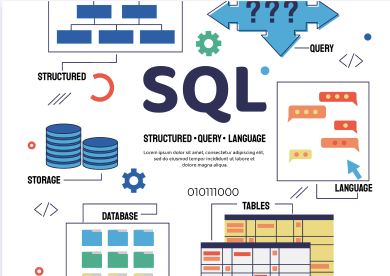 ???
QUERY
</>
STRUCTURED
SQL
STRUCTURED • QUERY • LANGUAGE
Lorem ipsum dolor sit amet, consectetur adipiscing elit,
sed do eiusmod tempor incididunt ut labore et
dolore magna aliqua.
STORAGE
LANGUAGE
010111000
</>
TABLES
DATABASE